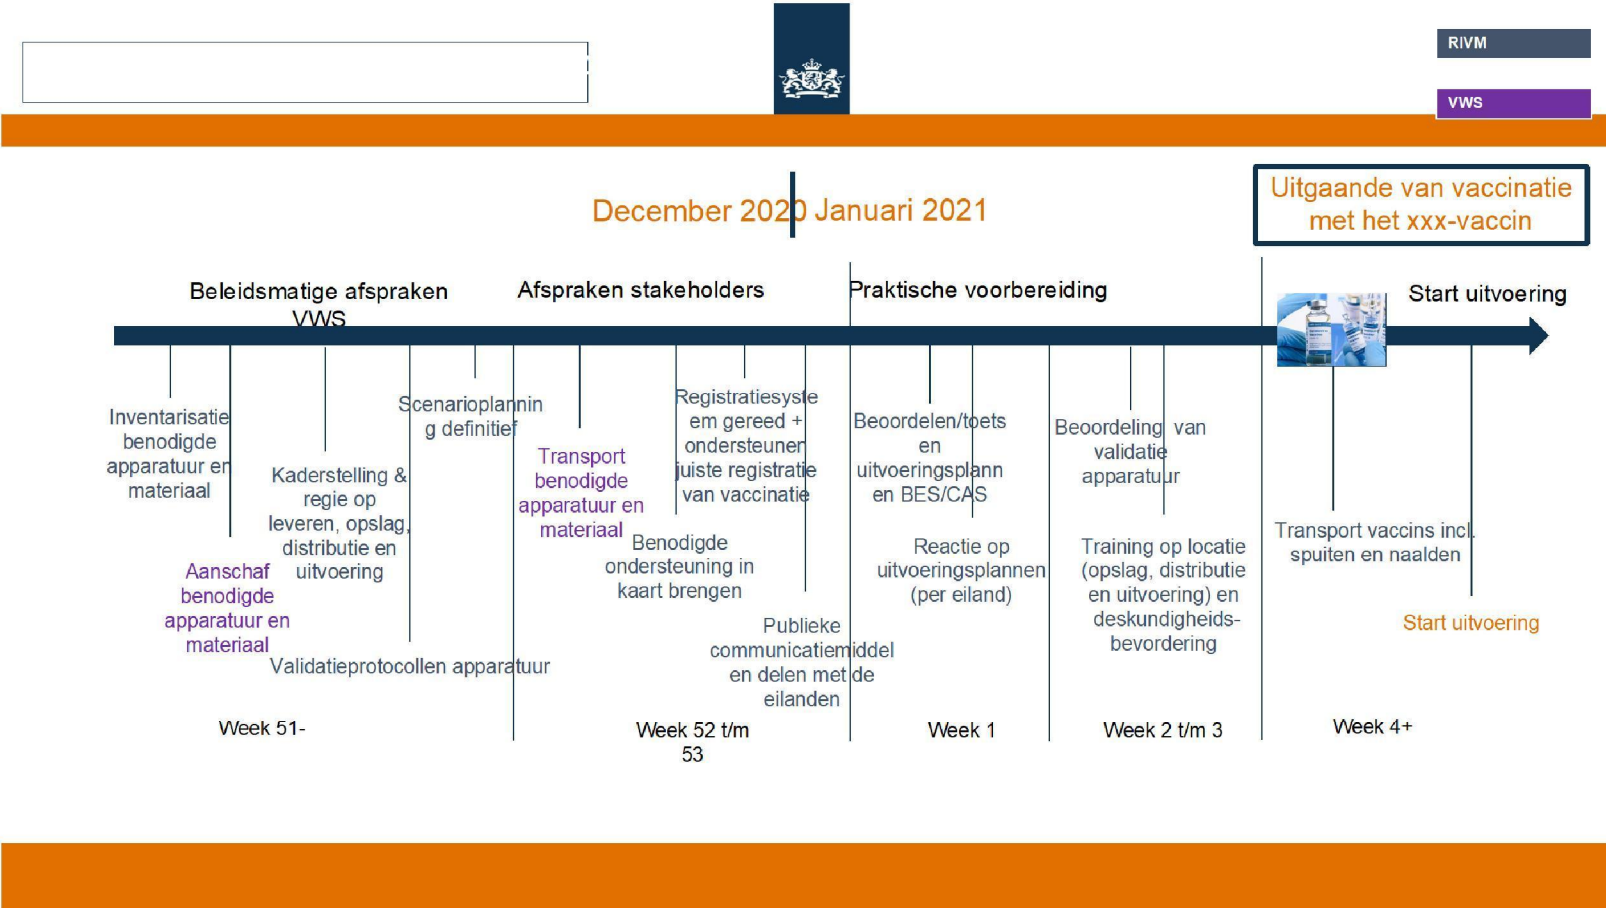 RIVM
VWS
December 2020
Januari 2021
Uitgaande van vaccinatie
met het xxx-vaccin
Beleidsmatige afspraken
VWS
Afspraken stakeholders
Praktische voorbereiding
Start uitvoering
Inventarisatie
benodigde
apparatuur en
materiaal
Aanschaf
benodigde
apparatuur en
materiaal
Kaderstelling &
regie op
leveren, opslag,
distributie en
uitvoering
Validatieprotocollen apparatuur
Scenarioplannin
g definitief
Transport
benodigde
apparatuur en
materiaal
Benodigde
ondersteuning in
kaart brengen
Registratiesyste
em gereed +
ondersteunen
juiste registratie
van vaccinatie
Publieke
communicatiemiddel
en delen met de
eilanden
Beoordelen/toets
en
uitvoeringsplann
en BES/CAS
Reactie op
uitvoeringsplannen
(per eiland)
Beoordeling van
validatie
apparatuur
Training op locatie
(opslag, distributie
en uitvoering) en
deskundigheids-
bevordering
Transport vaccins incl.
spuiten en naalden
Start uitvoering
Week 51-
Week 52 t/m
53
Week 1
Week 2 t/m 3
Week 4+